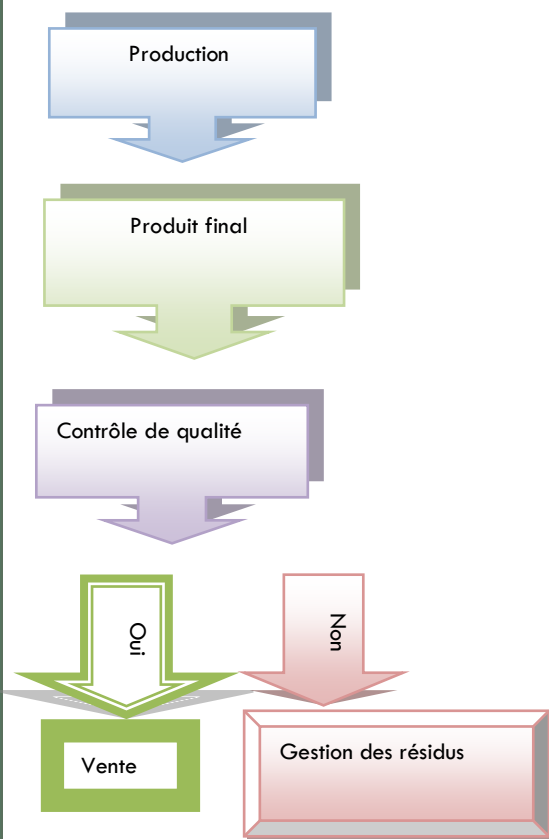 Production
Produit final
Contrôle de qualité
Oui
Non
Vente
Gestion des résidus